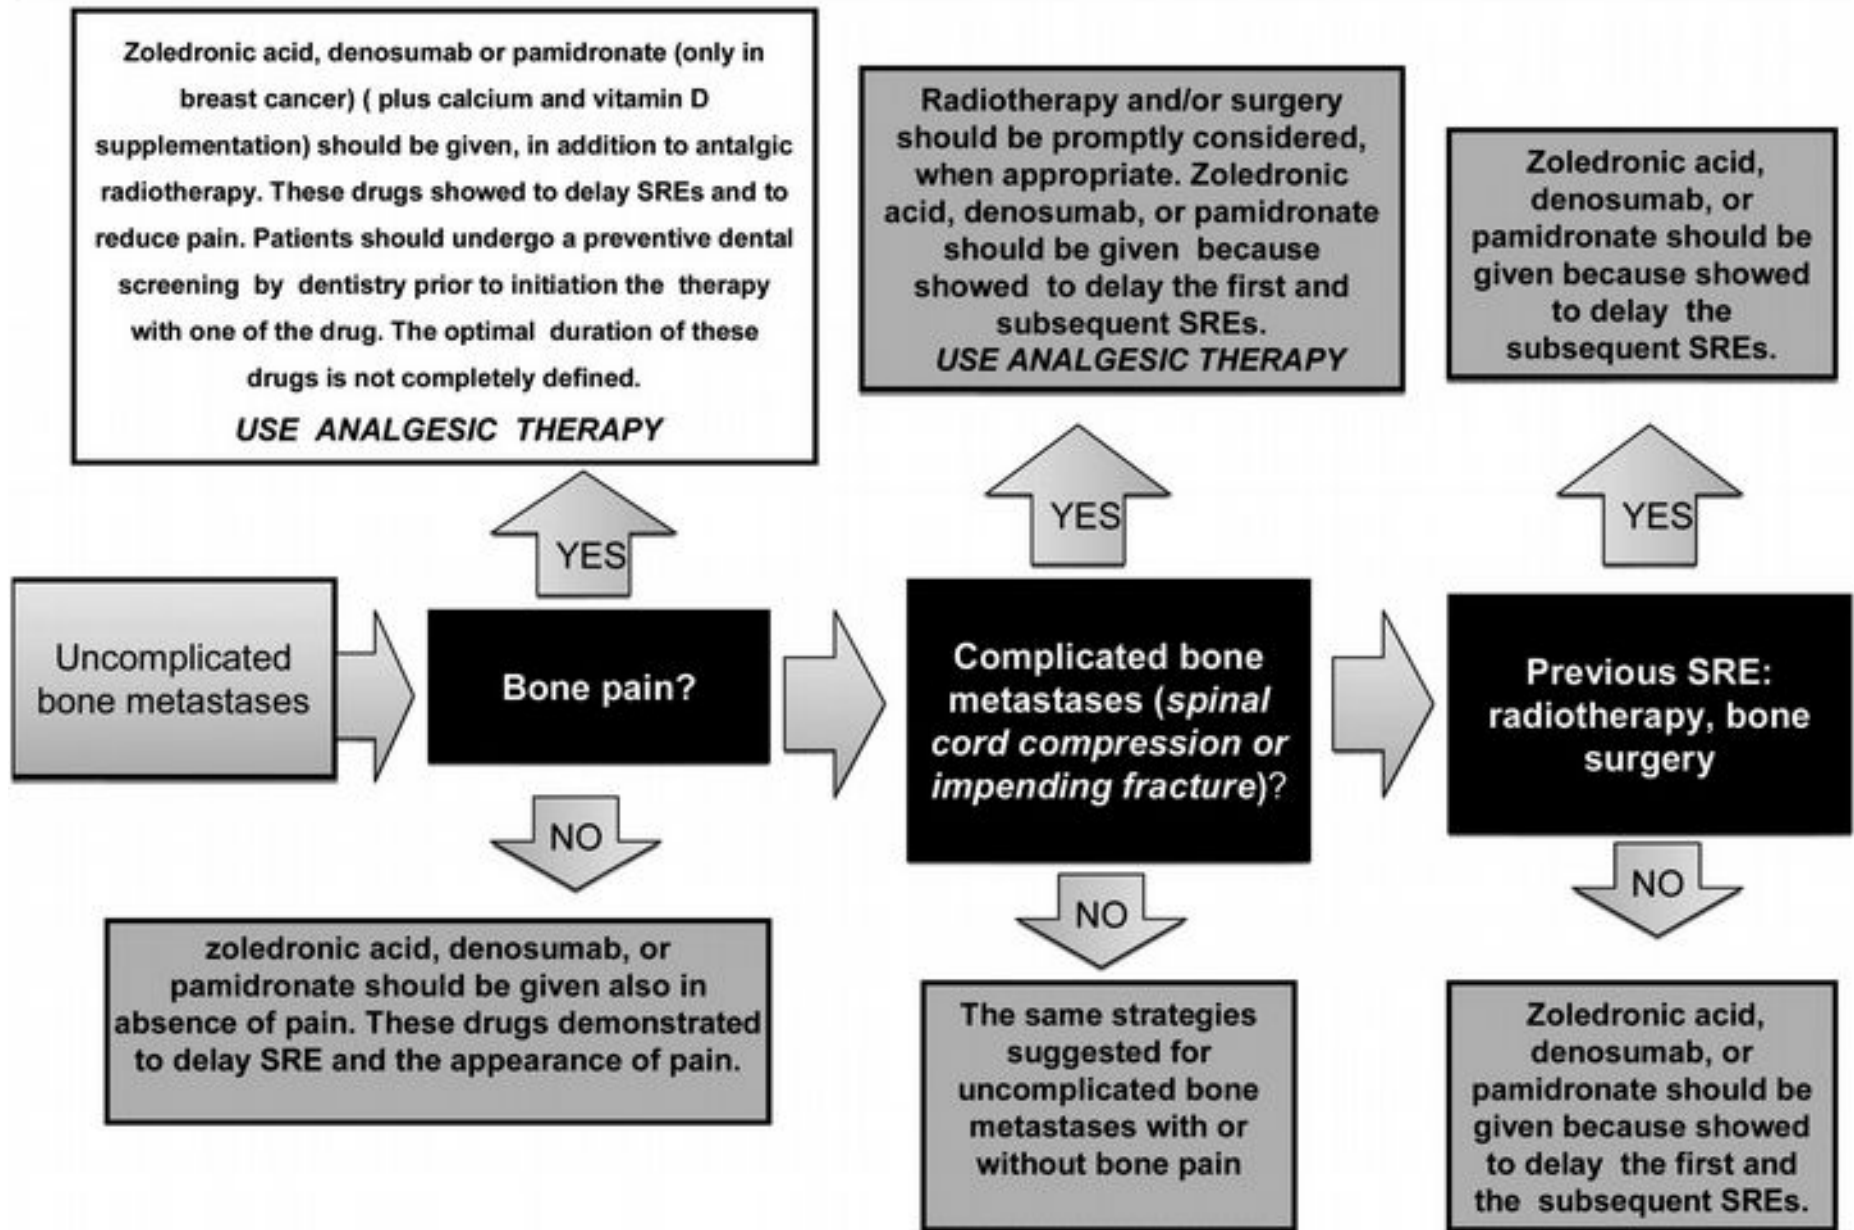 Zoledronic acid, denosumab or pamidronate (only in
breast cancer) ( plus calcium and vitamin D
supplementation) should be given, in addition to antalgic
radiotherapy. These drugs showed to delay SREs and to
reduce pain. Patients should undergo a preventive dental
screening by dentistry prior to initiation the therapy
with one of the drug. The optimal duration of these
drugs is not completely defined.
USE ANALGESIC THERAPY
Radiotherapy and/or surgery
should be promptly considered,
when appropriate. Zoledronic
acid, denosumab, or pamidronate
should be given because
showed to delay the first and
subsequent SREs.
USE ANALGESIC THERAPY
Zoledronic acid,
denosumab, or
pamidronate should be
given because showed
to delay the
subsequent SREs.
YES
YES
YES
Uncomplicated
bone metastases
Bone pain?
Complicated bone
metastases (spinal
cord compression or
impending fracture)?
Previous SRE:
radiotherapy, bone
surgery
NO
NO
NO
zoledronic acid, denosumab, or
pamidronate should be given also in
absence of pain. These drugs demonstrated
to delay SRE and the appearance of pain.
The same strategies
suggested for
uncomplicated bone
metastases with or
without bone pain
Zoledronic acid,
denosumab, or
pamidronate should be
given because showed
to delay the first and
the subsequent SREs.